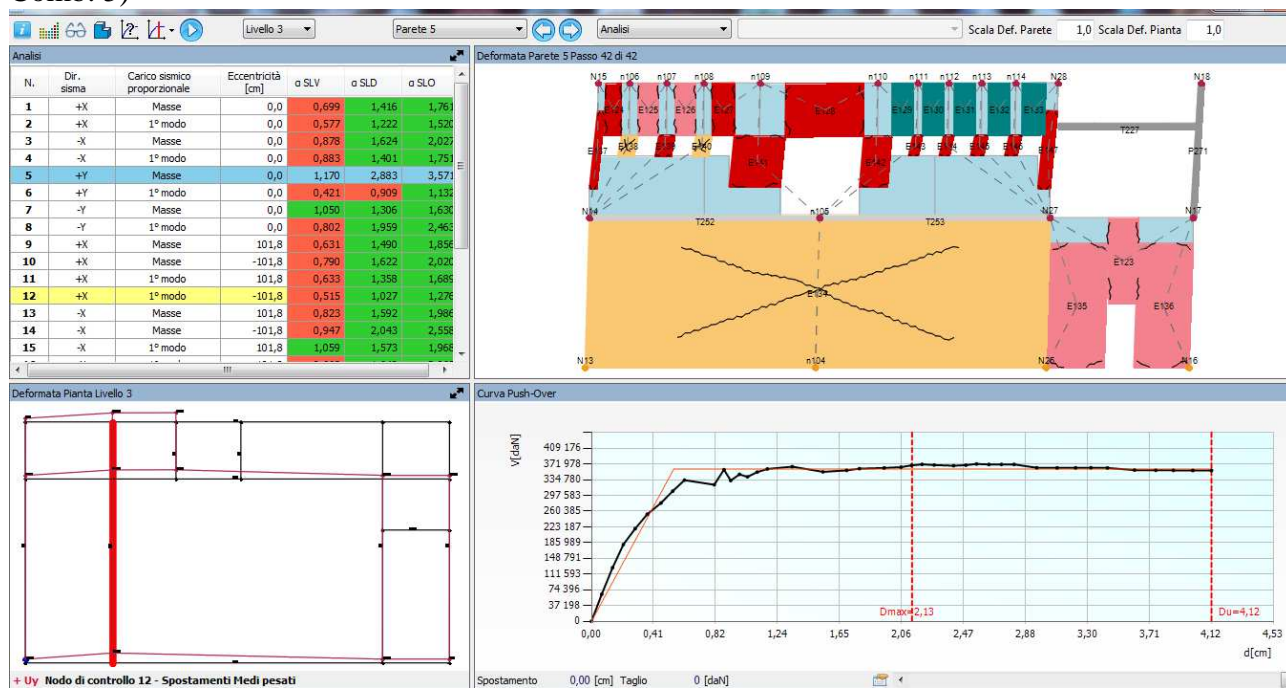 Livello 3 Parete 5 Analisi Scala Def. Parete 1,0 Scala Def. Pianta 1,0
Analisi
N. Dir. sisma Carico sismico proporzionale Eccentricità [cm] α SLV α SLD α SLO
1 +X Masse 0,0 0,699 1,416 1,761
2 +X 1° modo 0,0 0,577 1,222 1,520
3 -X Masse 0,0 0,878 1,624 2,027
4 -X 1° modo 0,0 0,883 1,401 1,751
5 +Y Masse 0,0 1,170 2,883 3,571
6 +Y 1° modo 0,0 0,421 0,909 1,132
7 -Y Masse 0,0 1,050 1,306 1,630
8 -Y 1° modo 0,0 0,802 1,959 2,463
9 +X Masse 101,8 0,631 1,490 1,856
10 +X Masse -101,8 0,790 1,622 2,020
11 +X 1° modo 101,8 0,633 1,358 1,689
12 +X 1° modo -101,8 0,515 1,027 1,276
13 -X Masse 101,8 0,823 1,592 1,986
14 -X Masse -101,8 0,947 2,043 2,558
15 -X 1° modo 101,8 1,059 1,573 1,968
Deformata Parete 5 Passo 42 di 42
N15 n106 n107 n108 n109 n110 n111 n112 n113 n114 N28 N18
E125 E126 E130 E131 E132 E133
T227
E143 P271
N14 n105 N27 N17
T252 T253
E123
E134 E135 E136
N13 n104 N26 N16
Deformata Pianta Livello 3
+ Uy Nodo di controllo 12 - Spostamenti Medi pesati
Curva Push-Over
V[daN]
409 176
371 978
334 780
297 583
260 385
223 187
185 989
148 791
111 593
74 396
37 198
0
Dmax=2,13 Du=4,12
0,00 0,41 0,82 1,24 1,65 2,06 2,47 2,88 3,30 3,71 4,12 4,53
d[cm]
Spostamento 0,00 [cm] Taglio 0 [daN]